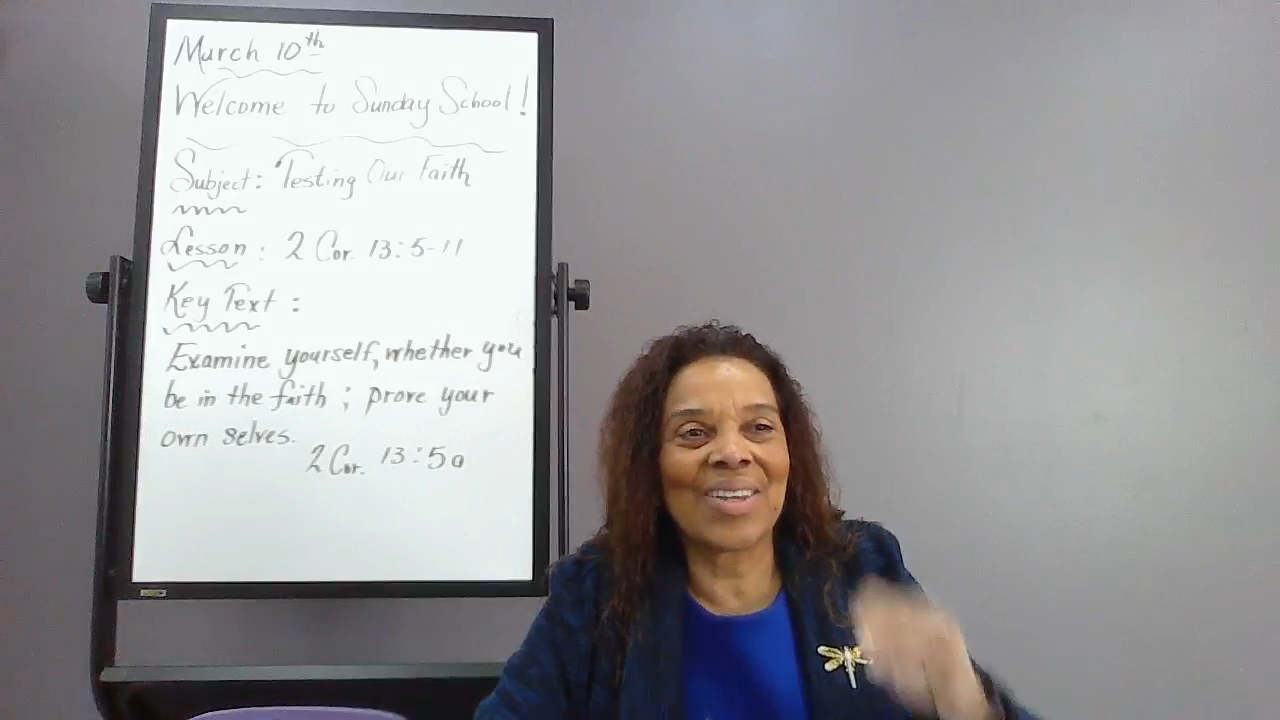 March 10th
Welcome to Sunday School!
Subject: Testing Our Faith
Lesson: 2 Cor. 13:5-11
Key Text:
Examine yourself, whether you
be in the faith; prove your
own selves.
2 Cor. 13:5a